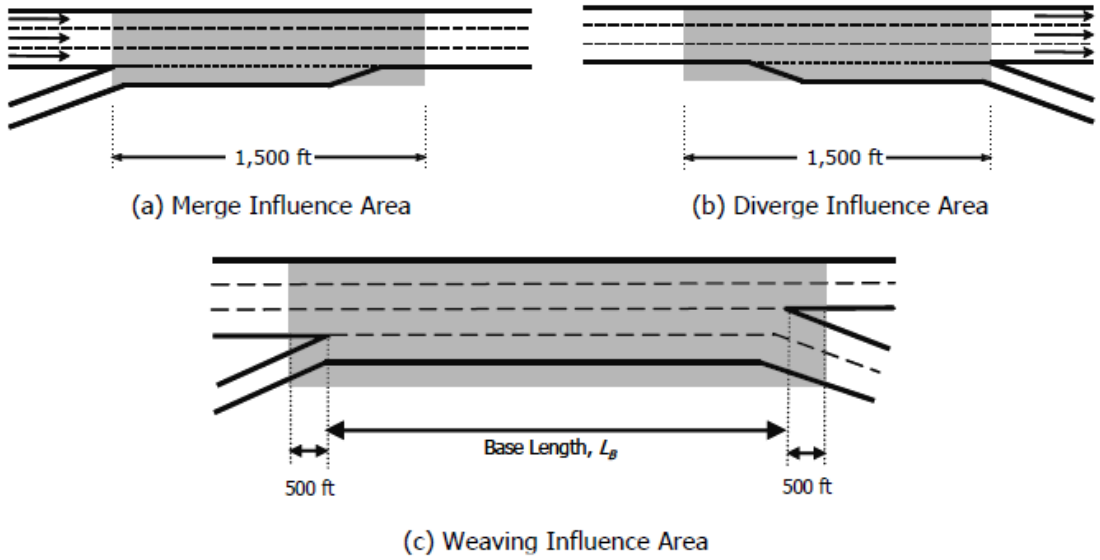 1,500 ft
1,500 ft
(a) Merge Influence Area
(b) Diverge Influence Area
Base Length, L_B
500 ft
500 ft
(c) Weaving Influence Area